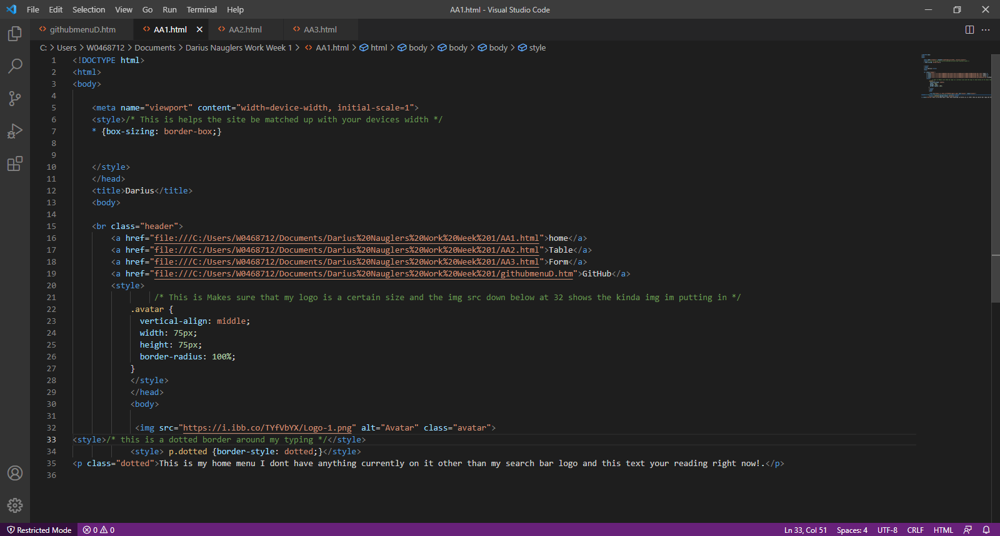 File Edit Selection View Go Run Terminal Help AA1.html - Visual Studio Code
githubmenuD.htm AA1.html AA2.html AA3.html
C: > Users > W0468712 > Documents > Darius Nauglers Work Week 1 > AA1.html > html > body > body > body > style
1 <!DOCTYPE html>
2 <html>
3 <body>
4
5 <meta name="viewport" content="width=device-width, initial-scale=1">
6 <style>/* This is helps the site be matched up with your devices width */
7 * {box-sizing: border-box;}
8
9
10 </style>
11 </head>
12 <title>Darius</title>
13 <body>
14
15 <br class="header">
16 <a href="file:///C:/Users/W0468712/Documents/Darius%20Nauglers%20Work%20Week%201/AA1.html">home</a>
17 <a href="file:///C:/Users/W0468712/Documents/Darius%20Nauglers%20Work%20Week%201/AA2.html">Table</a>
18 <a href="file:///C:/Users/W0468712/Documents/Darius%20Nauglers%20Work%20Week%201/AA3.html">Form</a>
19 <a href="file:///C:/Users/W0468712/Documents/Darius%20Nauglers%20Work%20Week%201/githubmenuD.htm">GitHub</a>
20 <style>
21 /* This is Makes sure that my logo is a certain size and the img src down below at 32 shows the kinda img im putting in */
22 .avatar {
23 vertical-align: middle;
24 width: 75px;
25 height: 75px;
26 border-radius: 100%;
27 }
28 </style>
29 </head>
30 <body>
31
32 <img src="https://i.ibb.co/TYfVbYX/Logo-1.png" alt="Avatar" class="avatar">
33 <style>/* this is a dotted border around my typing */</style>
34 <style> p.dotted {border-style: dotted;}</style>
35 <p class="dotted">This is my home menu I dont have anything currently on it other than my search bar logo and this text your reading right now!.</p>
36
Restricted Mode 0 0 Ln 33, Col 51 Spaces: 4 UTF-8 CRLF HTML